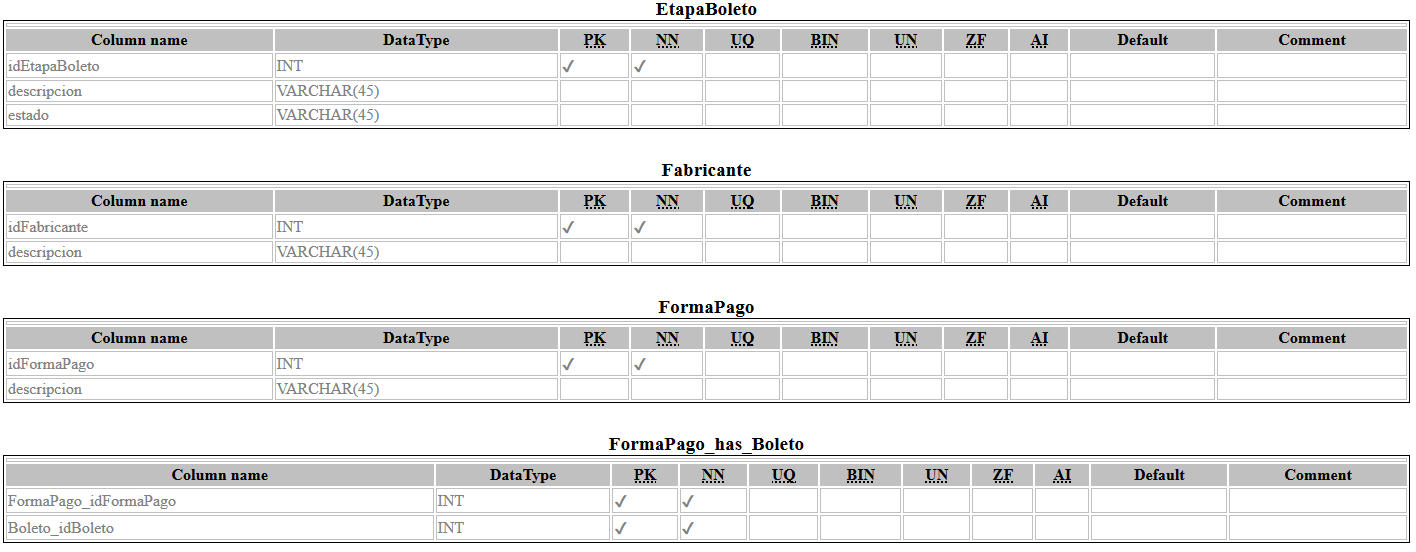 EtapaBoleto
Column name DataType PK NN UQ BIN UN ZF AI Default Comment
idEtapaBoleto INT ✓ ✓
descripcion VARCHAR(45)
estado VARCHAR(45)
Fabricante
Column name DataType PK NN UQ BIN UN ZF AI Default Comment
idFabricante INT ✓ ✓
descripcion VARCHAR(45)
FormaPago
Column name DataType PK NN UQ BIN UN ZF AI Default Comment
idFormaPago INT ✓ ✓
descripcion VARCHAR(45)
FormaPago_has_Boleto
Column name DataType PK NN UQ BIN UN ZF AI Default Comment
FormaPago_idFormaPago INT ✓ ✓
Boleto_idBoleto INT ✓ ✓